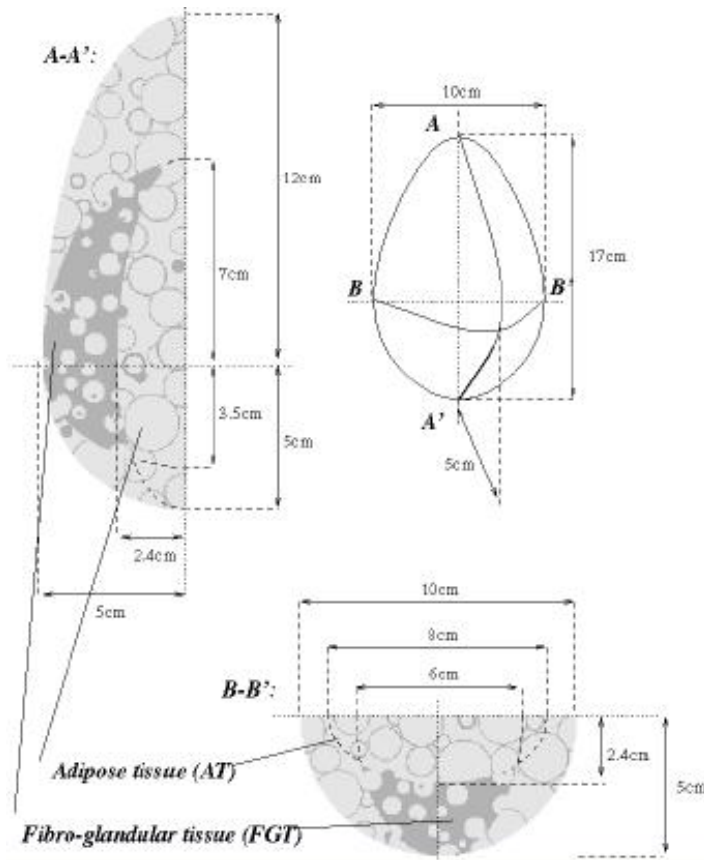 A-A’:
12cm
7cm
3.5cm
5cm
2.4cm
5cm
10cm
A
17cm
B
B’
A’
5cm
B-B’:
10cm
8cm
6cm
2.4cm
5cm
Adipose tissue (AT)
Fibro-glandular tissue (FGT)